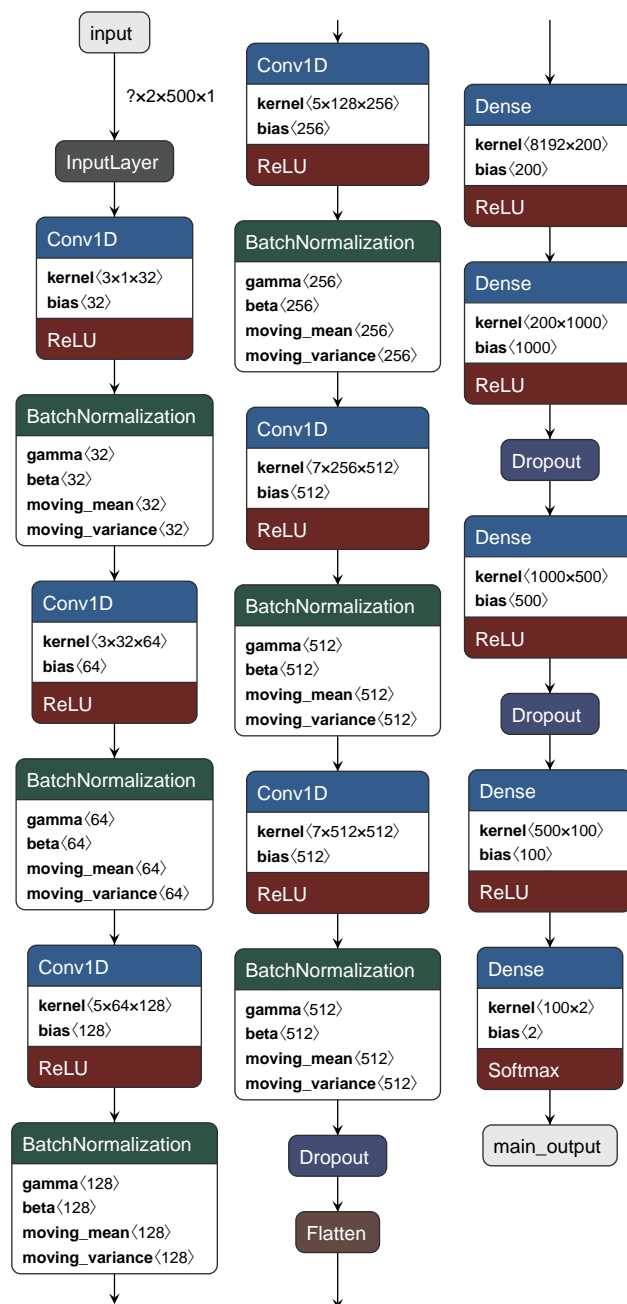 input
?×2×500×1
InputLayer
Conv1D
kernel⟨3×1×32⟩
bias⟨32⟩
ReLU
BatchNormalization
gamma⟨32⟩
beta⟨32⟩
moving_mean⟨32⟩
moving_variance⟨32⟩
Conv1D
kernel⟨3×32×64⟩
bias⟨64⟩
ReLU
BatchNormalization
gamma⟨64⟩
beta⟨64⟩
moving_mean⟨64⟩
moving_variance⟨64⟩
Conv1D
kernel⟨5×64×128⟩
bias⟨128⟩
ReLU
BatchNormalization
gamma⟨128⟩
beta⟨128⟩
moving_mean⟨128⟩
moving_variance⟨128⟩
Conv1D
kernel⟨5×128×256⟩
bias⟨256⟩
ReLU
BatchNormalization
gamma⟨256⟩
beta⟨256⟩
moving_mean⟨256⟩
moving_variance⟨256⟩
Conv1D
kernel⟨7×256×512⟩
bias⟨512⟩
ReLU
BatchNormalization
gamma⟨512⟩
beta⟨512⟩
moving_mean⟨512⟩
moving_variance⟨512⟩
Conv1D
kernel⟨7×512×512⟩
bias⟨512⟩
ReLU
BatchNormalization
gamma⟨512⟩
beta⟨512⟩
moving_mean⟨512⟩
moving_variance⟨512⟩
Dropout
Flatten
Dense
kernel⟨8192×200⟩
bias⟨200⟩
ReLU
Dense
kernel⟨200×1000⟩
bias⟨1000⟩
ReLU
Dropout
Dense
kernel⟨1000×500⟩
bias⟨500⟩
ReLU
Dropout
Dense
kernel⟨500×100⟩
bias⟨100⟩
ReLU
Dense
kernel⟨100×2⟩
bias⟨2⟩
Softmax
main_output